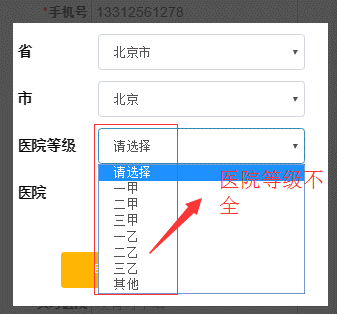 *手机号 13312561278
省 北京市
市 北京
医院等级 请选择
请选择
一甲
二甲
三甲
一乙
二乙
三乙
其他
医院
医院等级不
全